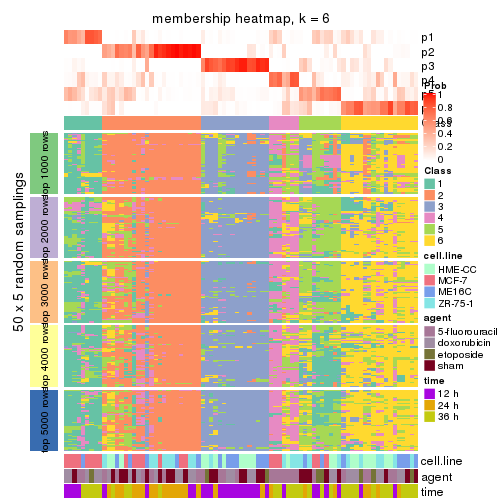 membership heatmap, k = 6
p1
p2
p3
p4
Prob
1
0.8
0.4
0.2
0
Class
1
2
3
4
5
6
cell.line
HME-CC
MCF-7
ME16C
ZR-75-1
agent
5-fluorouracil
doxorubicin
etoposide
sham
time
12 h
24 h
36 h
50 x 5 random samplings
top 1000 rows
top 2000 rows
top 3000 rows
top 4000 rows
top 5000 rows
cell.line
agent
time